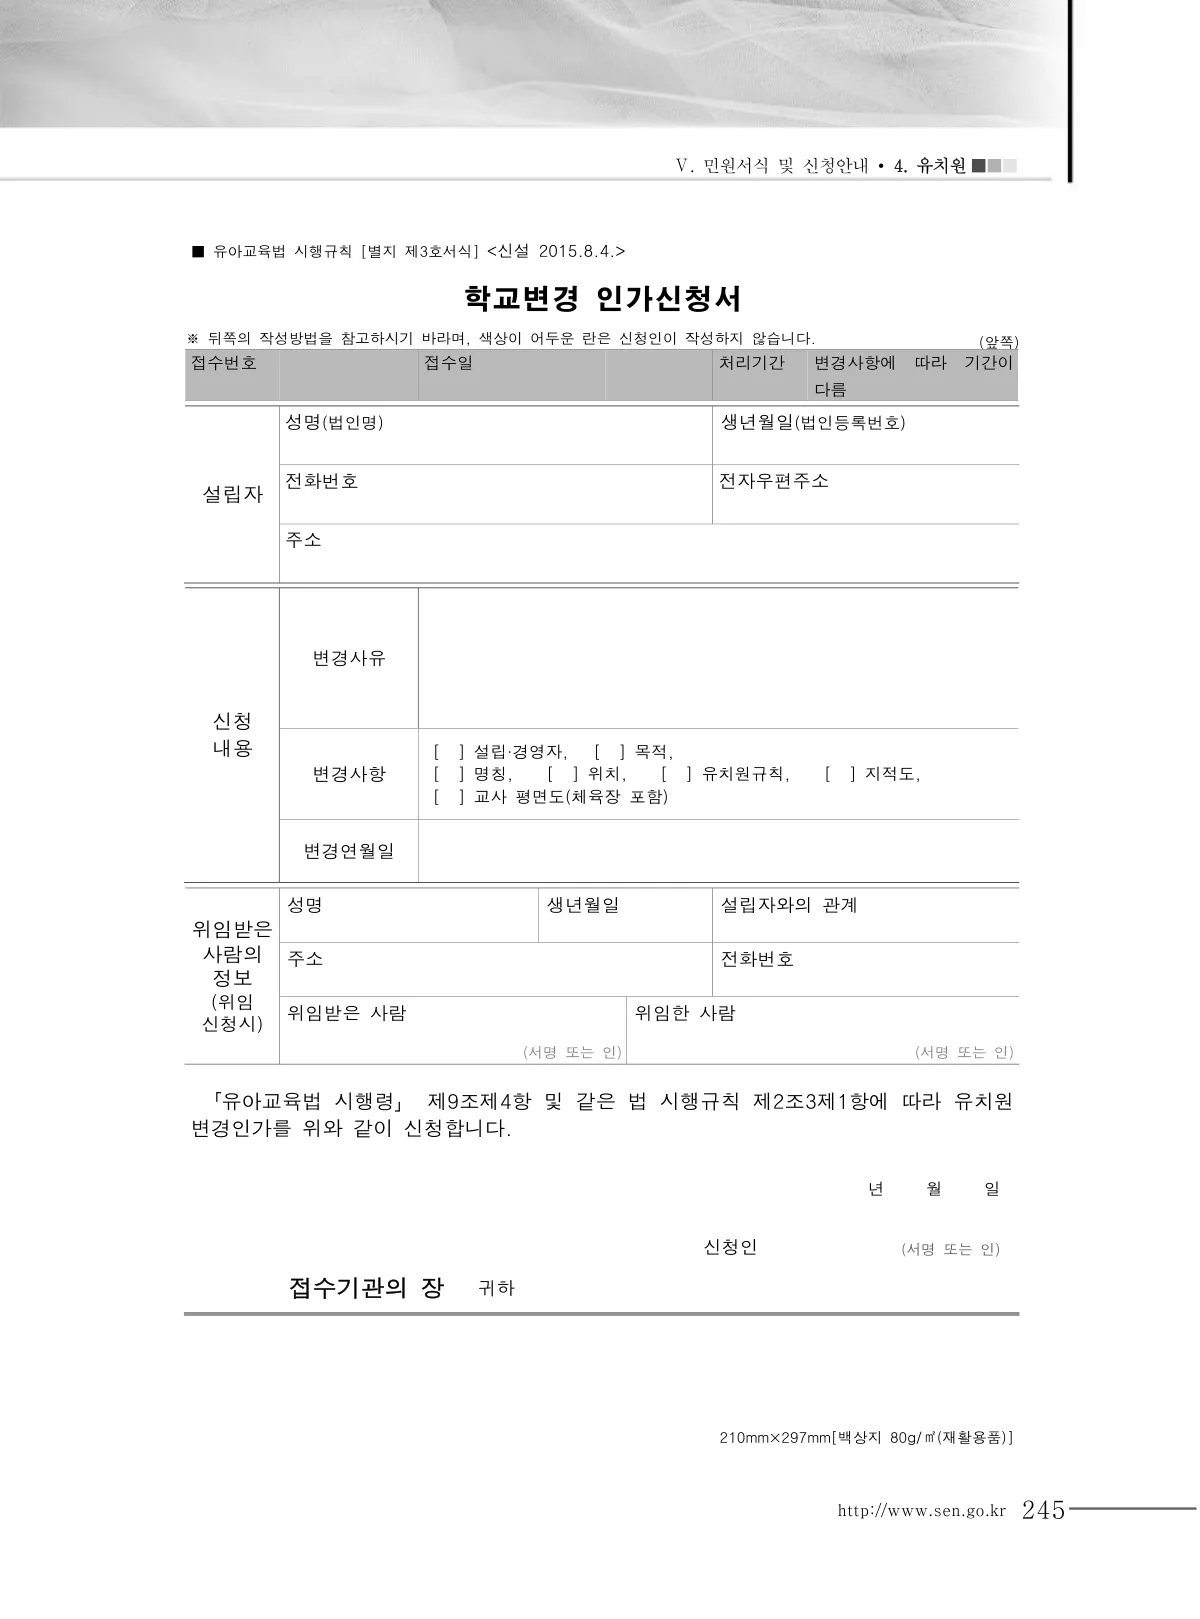 Ⅴ. 민원서식 및 신청안내 • 4. 유치원
■ 유아교육법 시행규칙 [별지 제3호서식] <신설 2015.8.4.>
학교변경 인가신청서
※ 뒤쪽의 작성방법을 참고하시기 바라며, 색상이 어두운 란은 신청인이 작성하지 않습니다.
(앞쪽)
접수번호 접수일 처리기간 변경사항에 따라 기간이
다름
설립자
성명(법인명) 생년월일(법인등록번호)
전화번호 전자우편주소
주소
신청
내용
변경사유
변경사항
[ ] 설립·경영자, [ ] 목적,
[ ] 명칭, [ ] 위치, [ ] 유치원규칙, [ ] 지적도,
[ ] 교사 평면도(체육장 포함)
변경연월일
위임받은
사람의
정보
(위임
신청시)
성명 생년월일 설립자와의 관계
주소 전화번호
위임받은 사람 위임한 사람
(서명 또는 인) (서명 또는 인)
「유아교육법 시행령」 제9조제4항 및 같은 법 시행규칙 제2조3제1항에 따라 유치원
변경인가를 위와 같이 신청합니다.
년 월 일
신청인 (서명 또는 인)
접수기관의 장 귀하
210mm×297mm[백상지 80g/㎡(재활용품)]
http://www.sen.go.kr 245